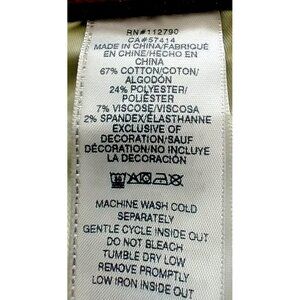 RN#112790
CA#57414
MADE IN CHINA/FABRIQUÉ
EN CHINE/HECHO EN
CHINA
67% COTTON/COTON/
ALGODÓN
24% POLYESTER/
POLIÉSTER
7% VISCOSE/VISCOSA
2% SPANDEX/ÉLASTHANNE
EXCLUSIVE OF
DECORATION/SAUF
DÉCORATION/NO INCLUYE
LA DECORACIÓN
MACHINE WASH COLD
SEPARATELY
GENTLE CYCLE INSIDE OUT
DO NOT BLEACH
TUMBLE DRY LOW
REMOVE PROMPTLY
LOW IRON INSIDE OUT